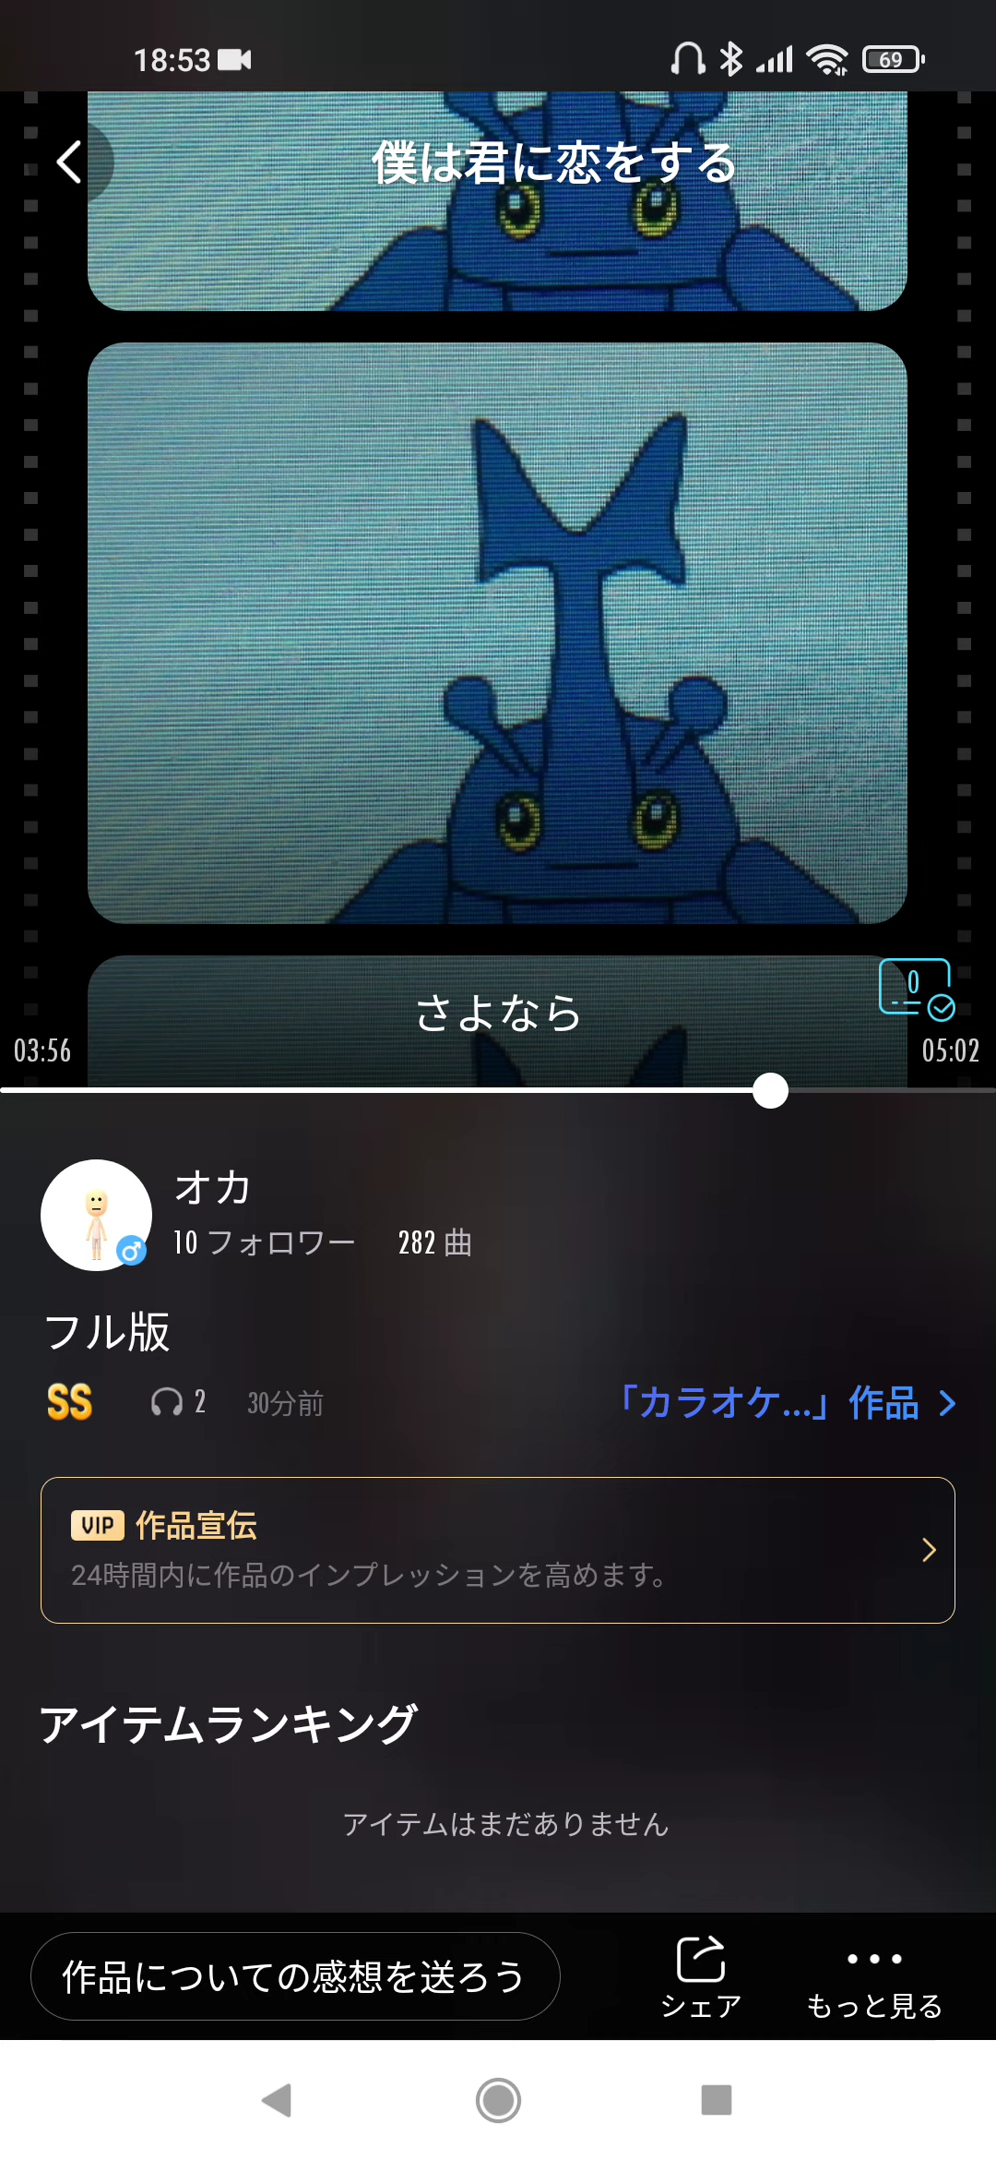 18:53
69
僕は君に恋をする
さよなら
0
03:56
05:02
オカ
10 フォロワー 282 曲
フル版
SS 2 30分前 「カラオケ...」作品
VIP 作品宣伝
24時間内に作品のインプレッションを高めます。
アイテムランキング
アイテムはまだありません
作品についての感想を送ろう
シェア
もっと見る